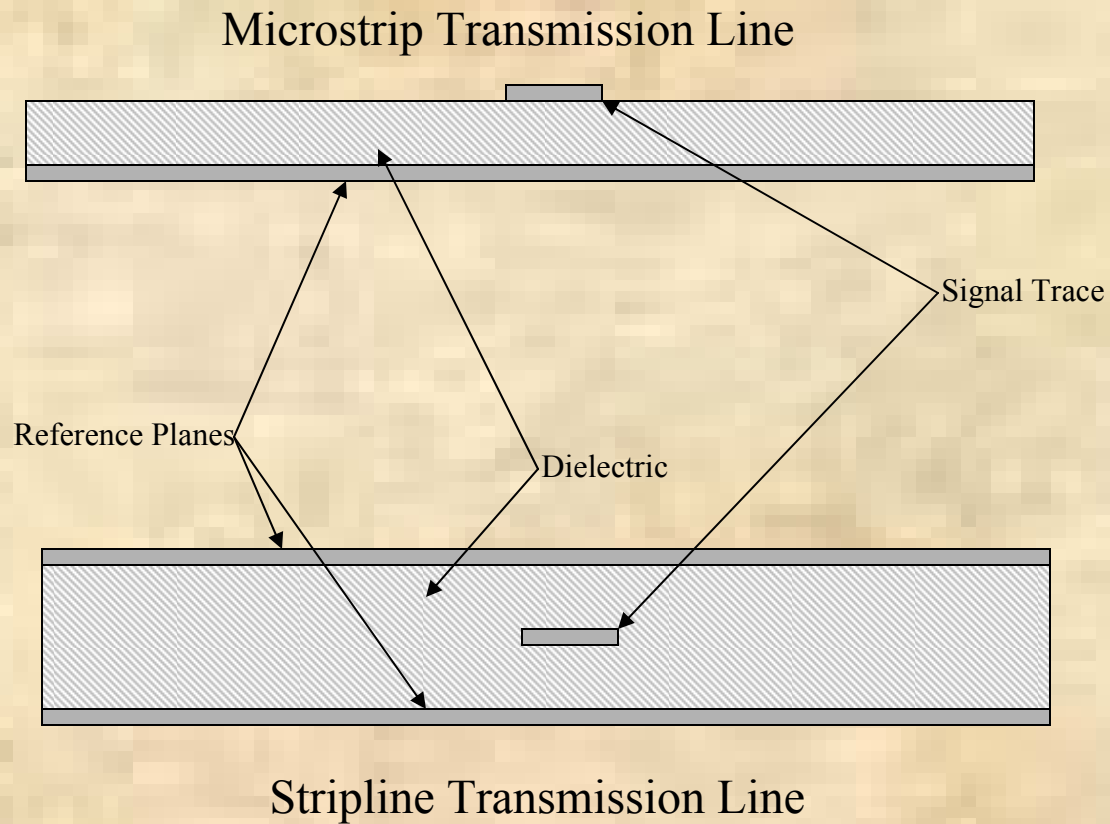 Microstrip Transmission Line
Signal Trace
Reference Planes
Dielectric
Stripline Transmission Line